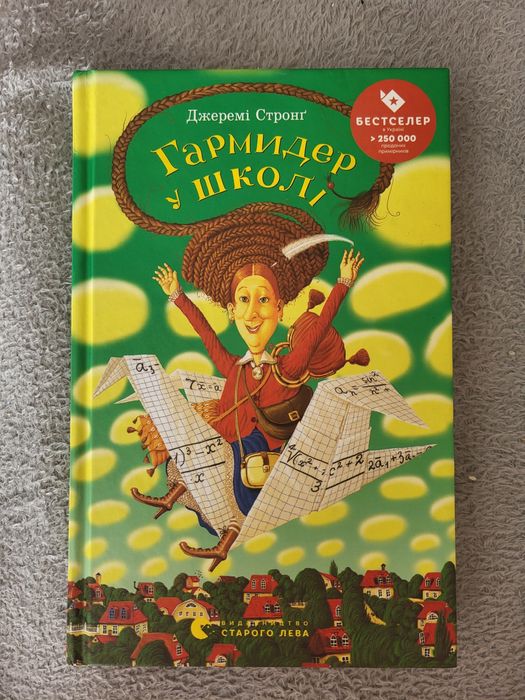 Джеремі Стронґ
Гармидер
у школі
БЕСТСЕЛЕР
в Україні
> 250 000
проданих
примірників
ВИДАВНИЦТВО
СТАРОГО ЛЕВА